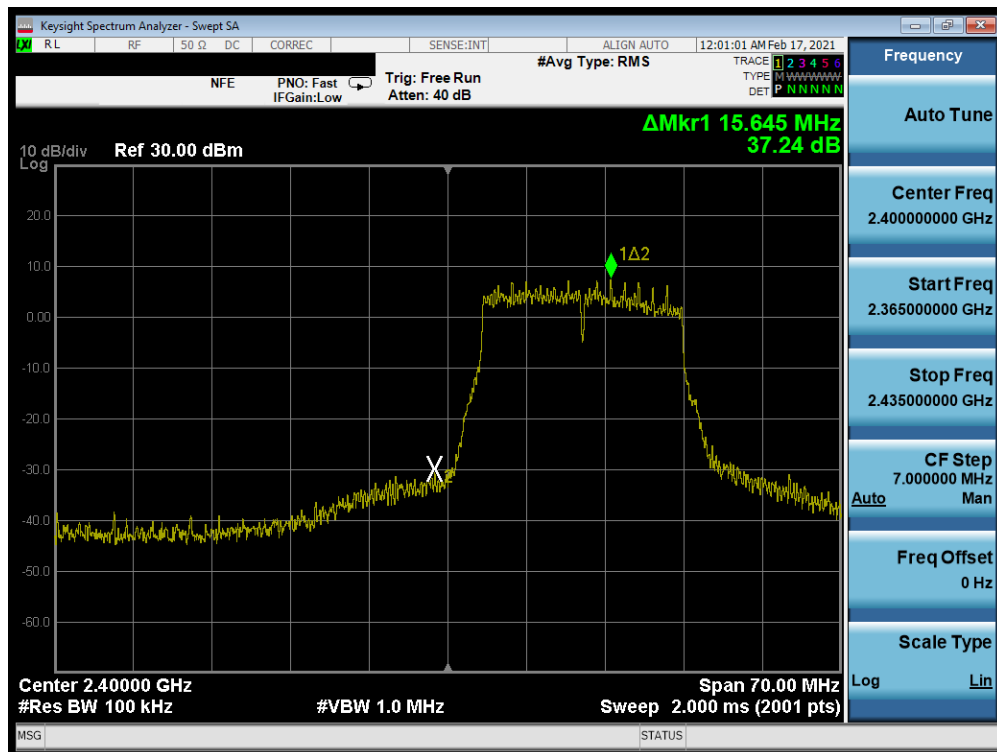 Keysight Spectrum Analyzer - Swept SA
LXI RL RF 50 Ω DC CORREC SENSE:INT ALIGN AUTO 12:01:01 AM Feb 17, 2021
#Avg Type: RMS
TRACE 1 2 3 4 5 6
TYPE M WWWWW
DET P N N N N N
NFE
PNO: Fast
IFGain:Low
Trig: Free Run
Atten: 40 dB
ΔMkr1 15.645 MHz
37.24 dB
10 dB/div
Log
Ref 30.00 dBm
20.0
10.0
0.00
-10.0
-20.0
-30.0
-40.0
-50.0
-60.0
1Δ2
X
2
Center 2.40000 GHz
#Res BW 100 kHz
#VBW 1.0 MHz
Span 70.00 MHz
Sweep 2.000 ms (2001 pts)
MSG
STATUS
Frequency
Auto Tune
Center Freq
2.400000000 GHz
Start Freq
2.365000000 GHz
Stop Freq
2.435000000 GHz
CF Step
7.000000 MHz
Auto Man
Freq Offset
0 Hz
Scale Type
Log Lin